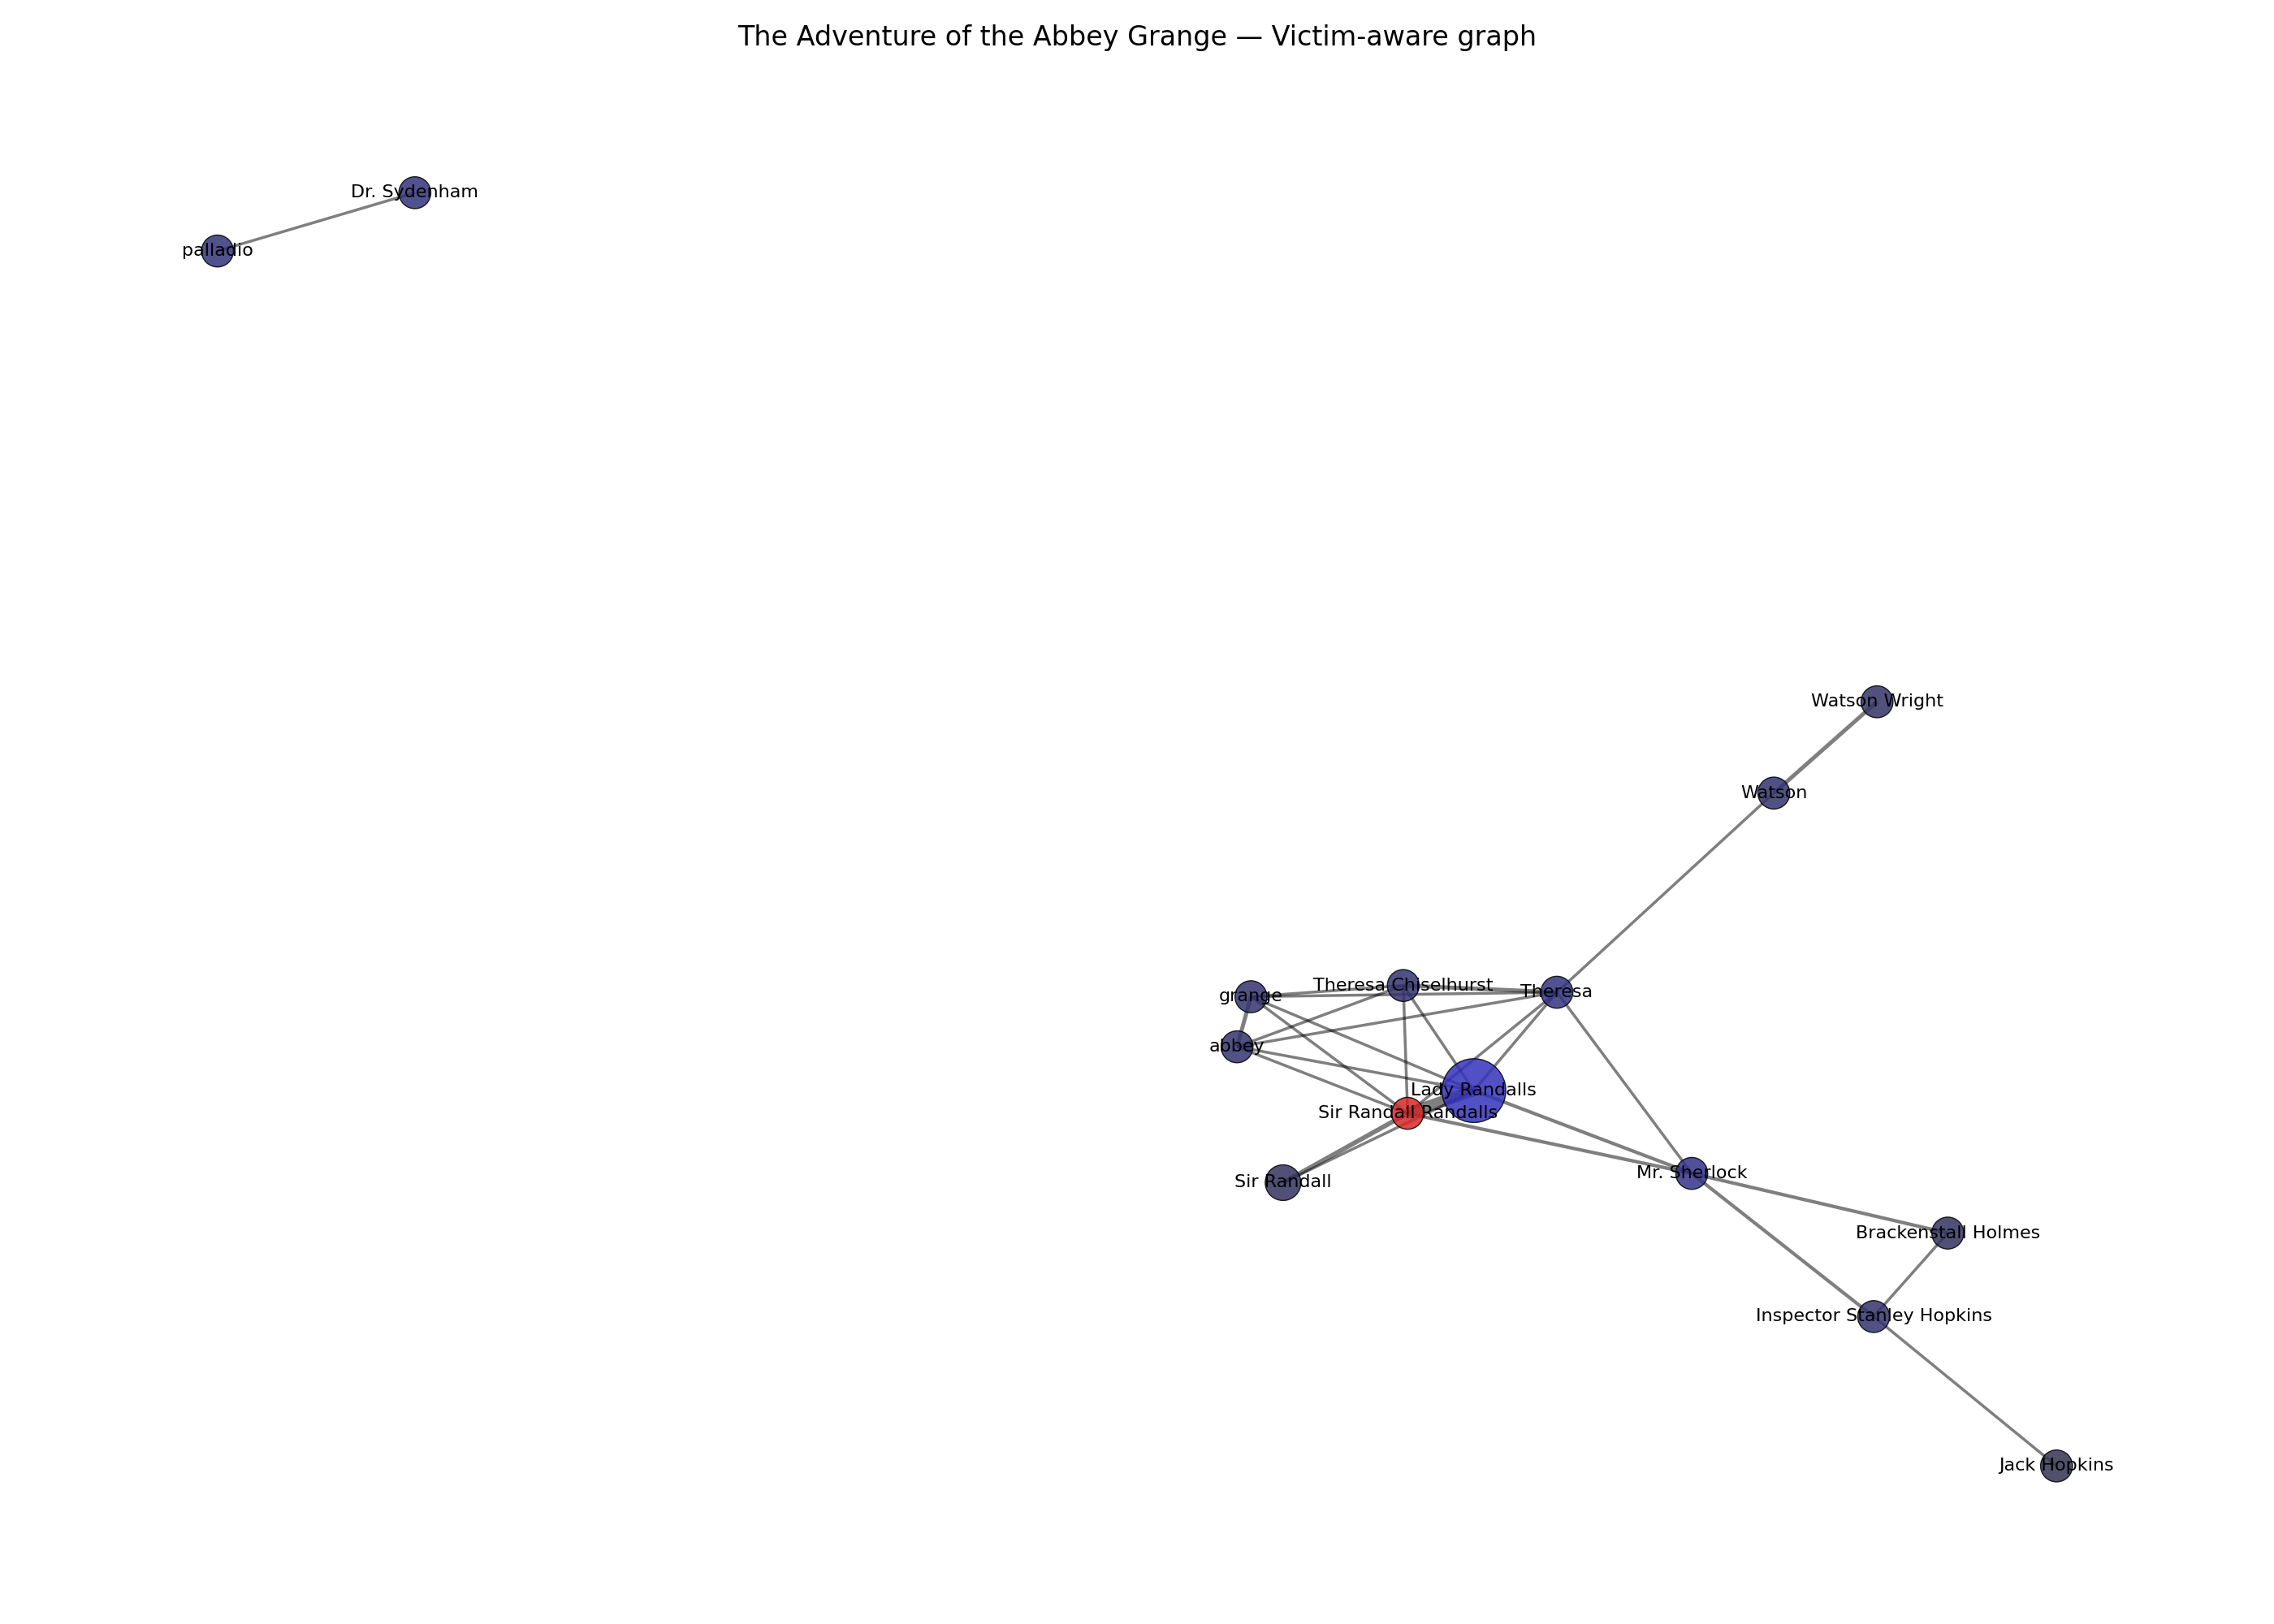 The Adventure of the Abbey Grange — Victim-aware graph
Dr. Sydenham
palladio
Watson Wright
Watson
Theresa Chiselhurst
Theresa
grange
abbey
Lady Randalls
Sir Randall Randalls
Mr. Sherlock
Sir Randall
Brackenstall Holmes
Inspector Stanley Hopkins
Jack Hopkins